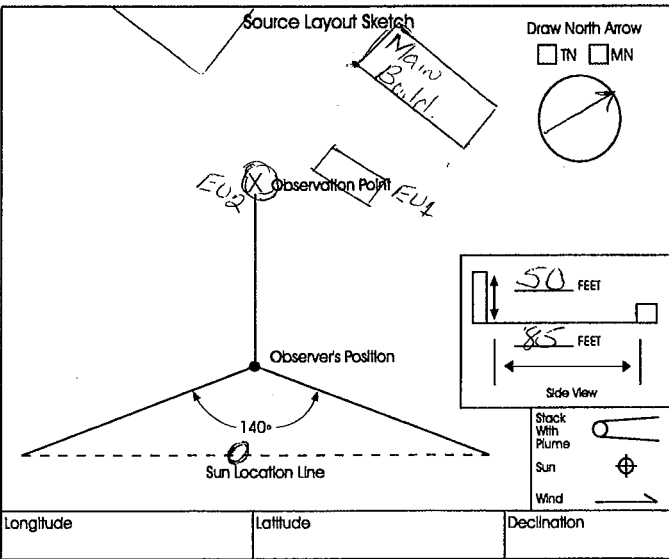 Source Layout Sketch
Draw North Arrow
TN MN
Main
Build.
EU2 X Observation Point EU1
50 FEET
85 FEET
Side View
Observer's Position
140°
Sun Location Line
Stack
With
Plume
Sun
Wind
Longitude Latitude Declination